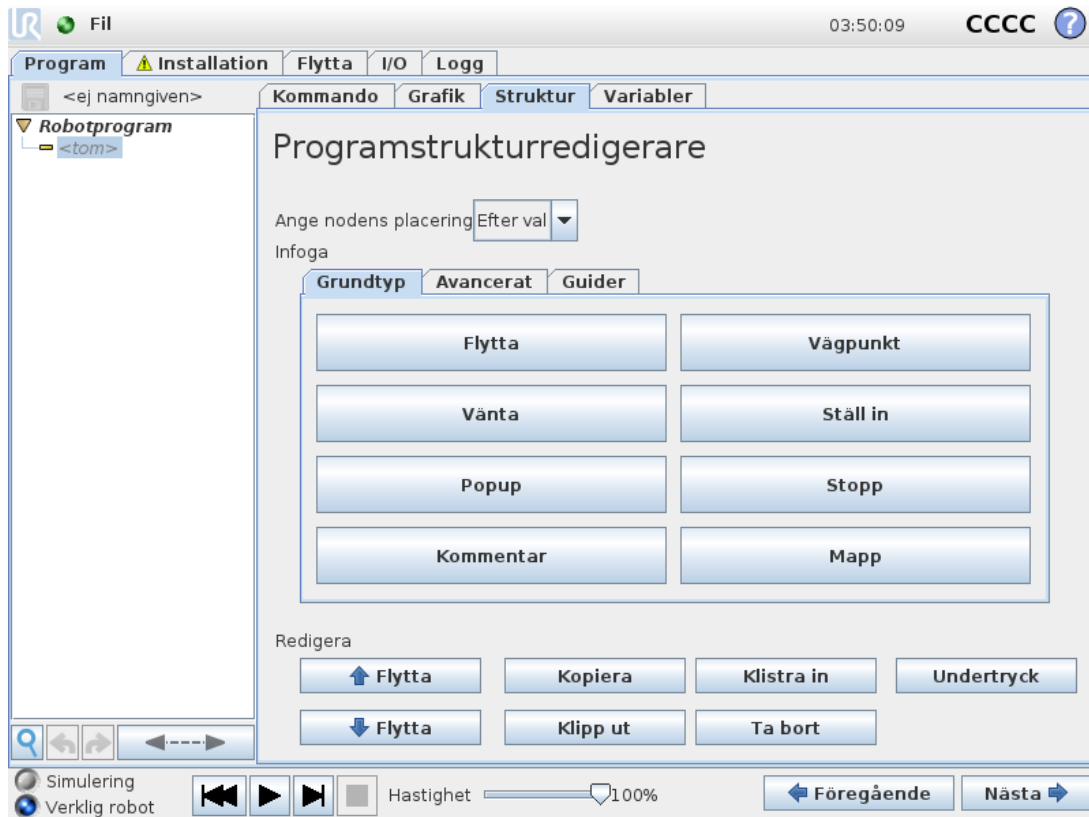 UR Fil 03:50:09 CCCC ?
Program Installation Flytta I/O Logg
<ej namngiven> Kommando Grafik Struktur Variabler
Robotprogram
<tom>
Programstrukturredigerare
Ange nodens placering Efter val
Infoga
Grundtyp Avancerat Guider
Flytta Vägpunkt
Vänta Ställ in
Popup Stopp
Kommentar Mapp
Redigera
Flytta Kopiera Klistra in Undertryck
Flytta Klipp ut Ta bort
Simulering
Verklig robot
Hastighet 100% Föregående Nästa